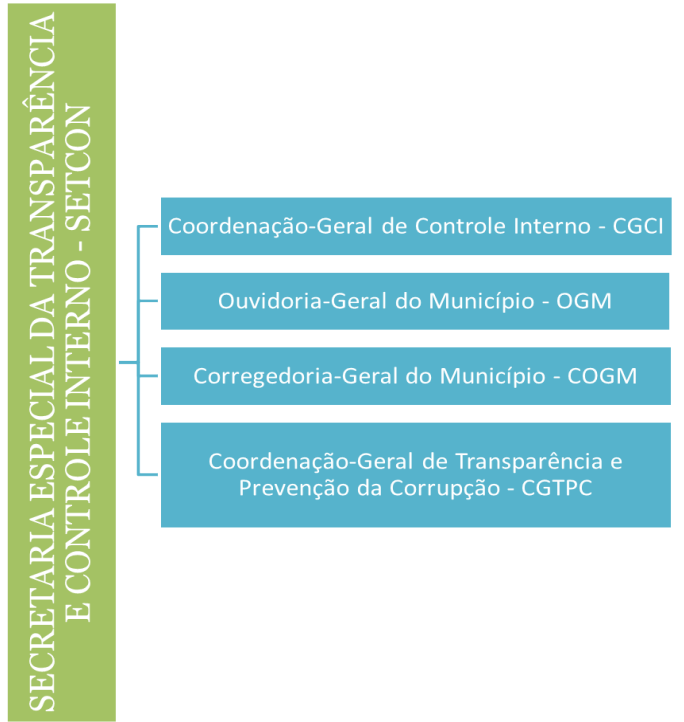 SECRETARIA ESPECIAL DA TRANSPARÊNCIA
E CONTROLE INTERNO - SETCON
Coordenação-Geral de Controle Interno - CGCI
Ouvidoria-Geral do Município - OGM
Corregedoria-Geral do Município - COGM
Coordenação-Geral de Transparência e
Prevenção da Corrupção - CGTPC